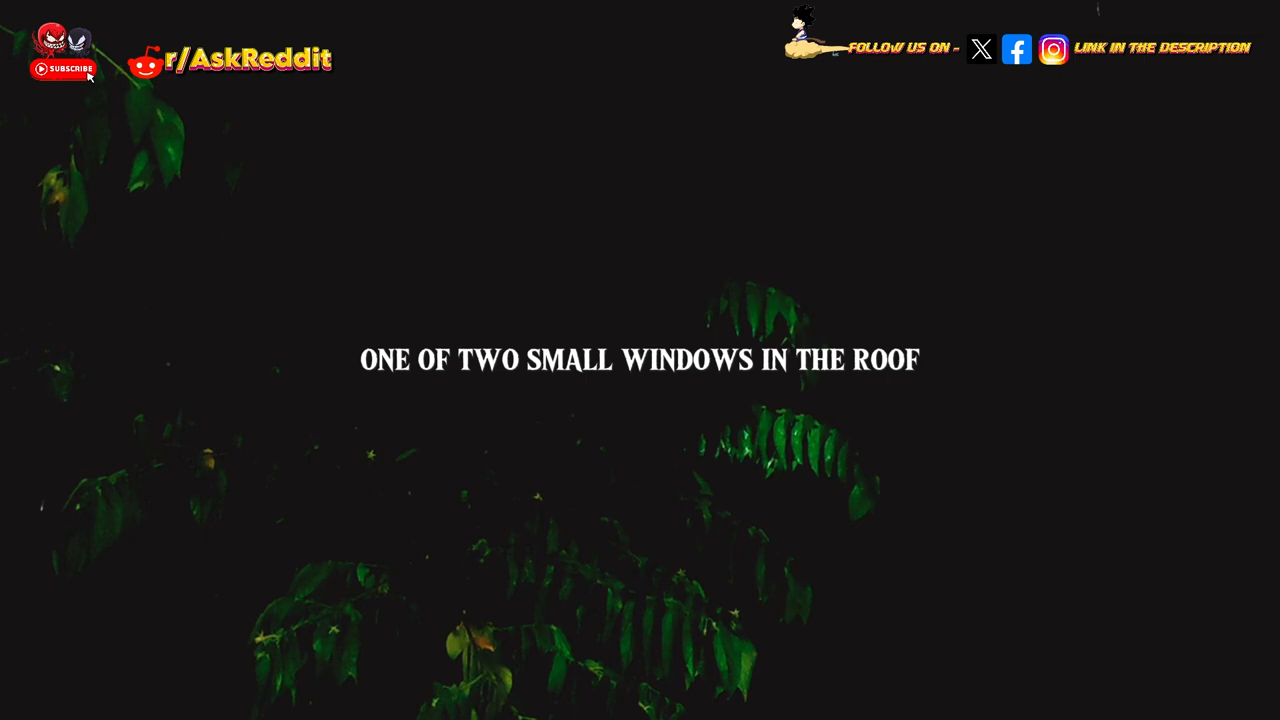 SUBSCRIBE
r/AskReddit
FOLLOW US ON -
LINK IN THE DESCRIPTION
ONE OF TWO SMALL WINDOWS IN THE ROOF